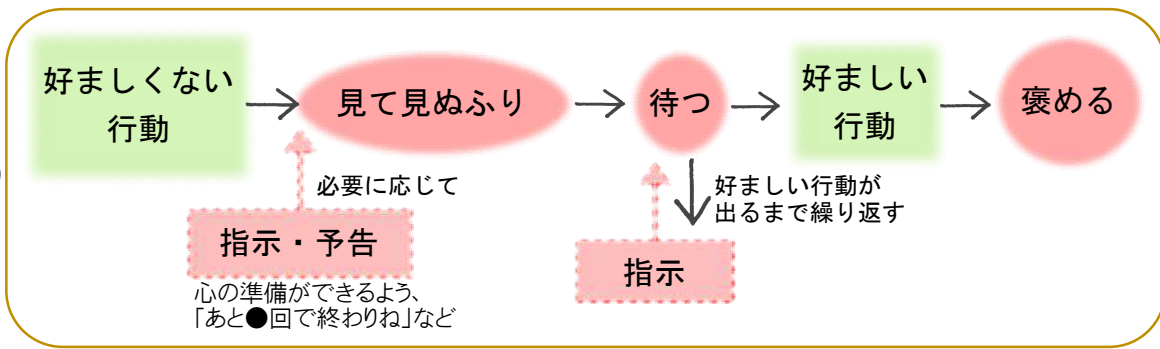 好ましくない
行動
見て見ぬふり
待つ
好ましい
行動
褒める
必要に応じて
指示・予告
心の準備ができるよう、
「あと●回で終わりね」など
好ましい行動が
出るまで繰り返す
指示